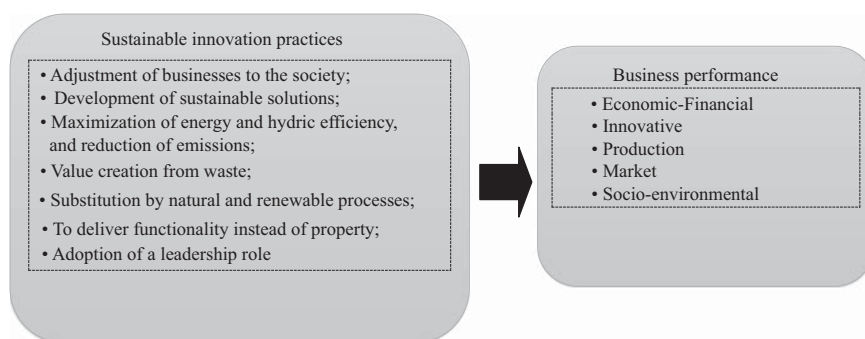 Sustainable innovation practices
• Adjustment of businesses to the society;
• Development of sustainable solutions;
• Maximization of energy and hydric efficiency,
and reduction of emissions;
• Value creation from waste;
• Substitution by natural and renewable processes;
• To deliver functionality instead of property;
• Adoption of a leadership role
Business performance
• Economic-Financial
• Innovative
• Production
• Market
• Socio-environmental